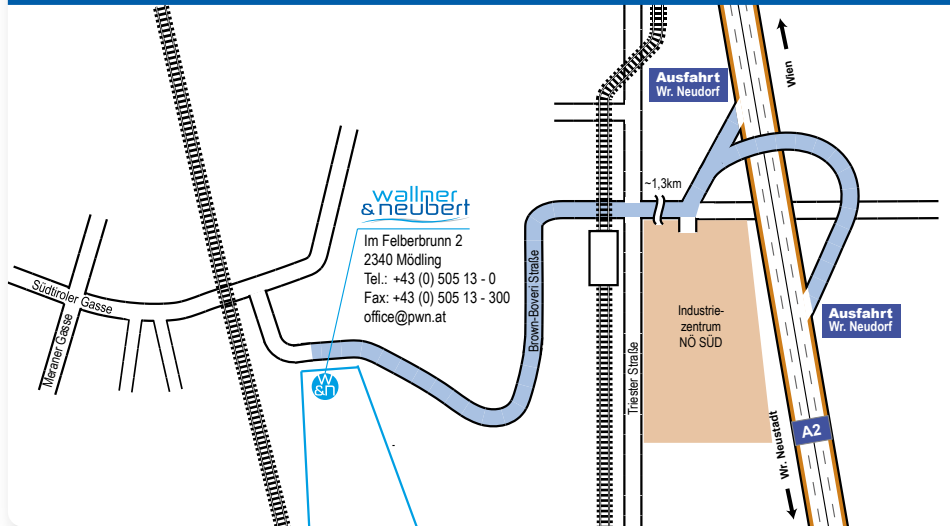 Ausfahrt
Wr. Neudorf
Wien
~1,3km
wallner
& neubert
Im Felberbrunn 2
2340 Mödling
Tel.: +43 (0) 505 13 - 0
Fax: +43 (0) 505 13 - 300
office@pwn.at
Brown-Boveri Straße
Südtiroler Gasse
Meraner Gasse
Industrie-
zentrum
NÖ SÜD
Ausfahrt
Wr. Neudorf
Triester Straße
w
&n
Wr. Neustadt
A2